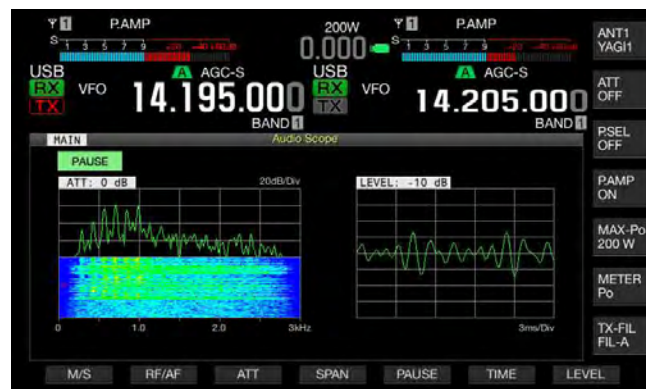 1 P.AMP 200W 1 P.AMP
S 1 3 5 7 9 +20 +40 +60dB 0.000 S 1 3 5 7 9 +20 +40 +60dB
USB A AGC-S USB A AGC-S
RX VFO 14.195.000 RX VFO 14.205.000
TX TX
BAND 1 BAND 1
MAIN Audio Scope
PAUSE
ATT: 0 dB 20dB/Div LEVEL: -10 dB
0 1.0 2.0 3kHz 3ms/Div
M/S RF/AF ATT SPAN PAUSE TIME LEVEL
ANT1
YAGI1
ATT
OFF
P.SEL
OFF
P.AMP
ON
MAX-Po
200 W
METER
Po
TX-FIL
FIL-A